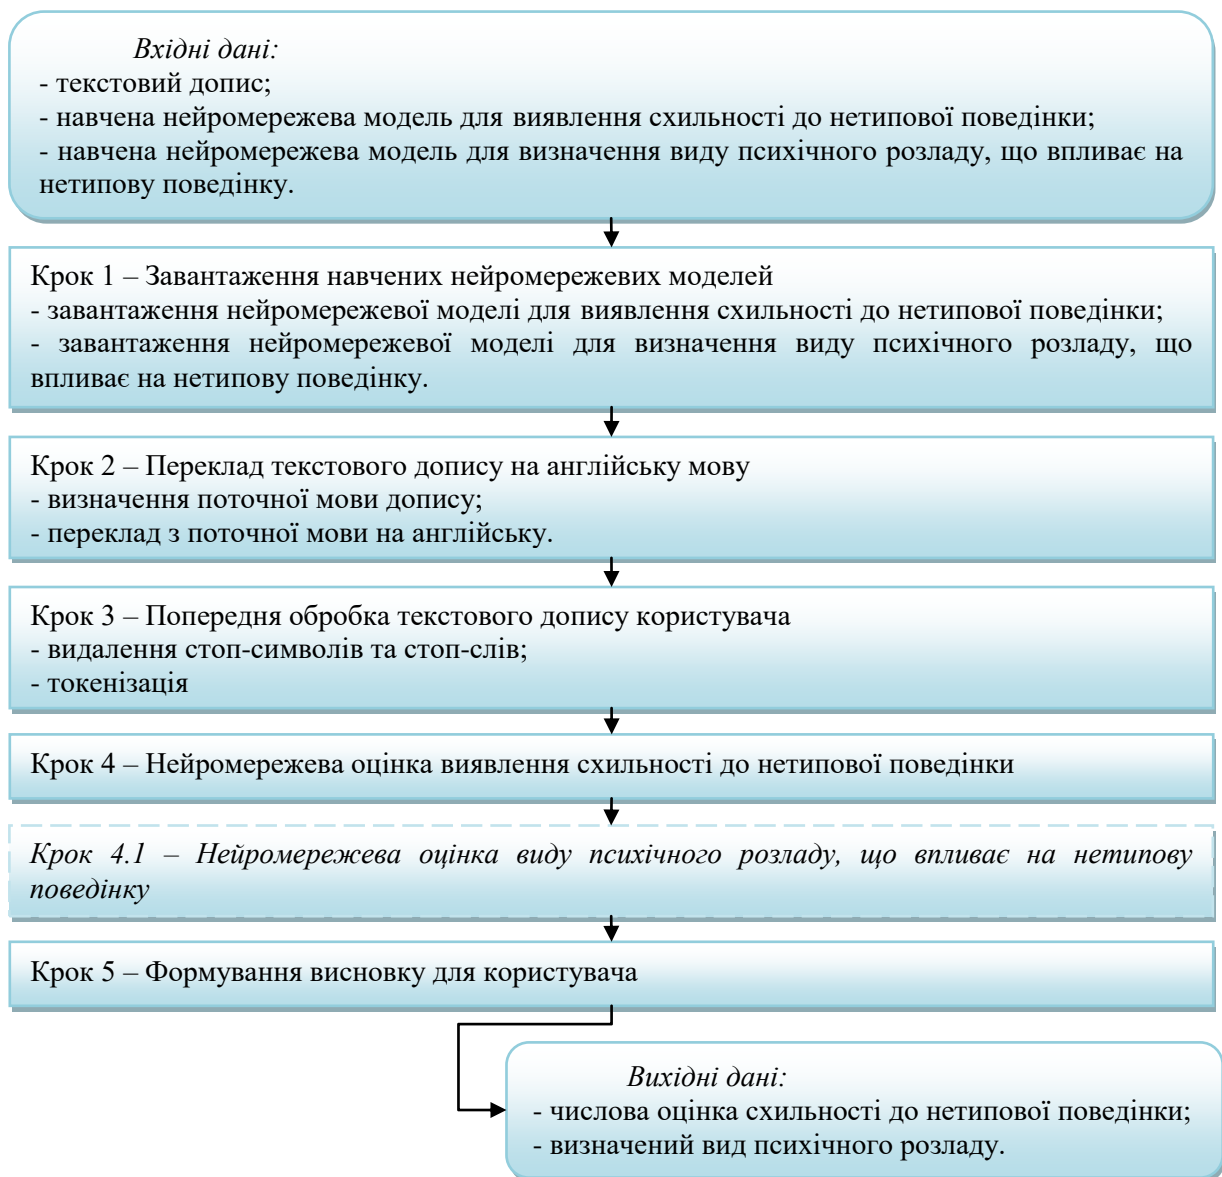 Вхідні дані:
- текстовий допис;
- навчена нейромережева модель для виявлення схильності до нетипової поведінки;
- навчена нейромережева модель для визначення виду психічного розладу, що впливає на
нетипову поведінку.
Крок 1 – Завантаження навчених нейромережевих моделей
- завантаження нейромережевої моделі для виявлення схильності до нетипової поведінки;
- завантаження нейромережевої моделі для визначення виду психічного розладу, що
впливає на нетипову поведінку.
Крок 2 – Переклад текстового допису на англійську мову
- визначення поточної мови допису;
- переклад з поточної мови на англійську.
Крок 3 – Попередня обробка текстового допису користувача
- видалення стоп-символів та стоп-слів;
- токенізація
Крок 4 – Нейромережева оцінка виявлення схильності до нетипової поведінки
Крок 4.1 – Нейромережева оцінка виду психічного розладу, що впливає на нетипову
поведінку
Крок 5 – Формування висновку для користувача
Вихідні дані:
- числова оцінка схильності до нетипової поведінки;
- визначений вид психічного розладу.